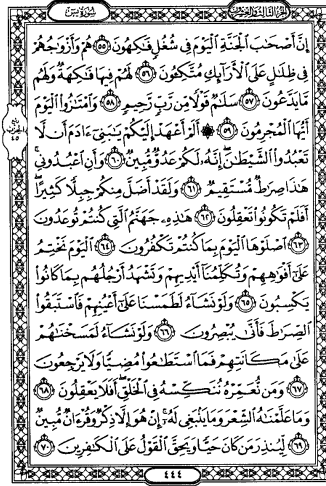 الجزء الثالث والعشرون
سورة يس
إِنَّ أَصْحَٰبَ ٱلْجَنَّةِ ٱلْيَوْمَ فِى شُغُلٍ فَٰكِهُونَ ٥٥ هُمْ وَأَزْوَٰجُهُمْ
فِى ظِلَٰلٍ عَلَى ٱلْأَرَآئِكِ مُتَّكِـُٔونَ ٥٦ لَهُمْ فِيهَا فَٰكِهَةٌ وَلَهُم
مَّا يَدَّعُونَ ٥٧ سَلَٰمٌ قَوْلًا مِّن رَّبٍّ رَّحِيمٍ ٥٨ وَٱمْتَٰزُوا۟ ٱلْيَوْمَ
أَيُّهَا ٱلْمُجْرِمُونَ ٥٩ ۞ أَلَمْ أَعْهَدْ إِلَيْكُمْ يَٰبَنِىٓ ءَادَمَ أَن لَّا
تَعْبُدُوا۟ ٱلشَّيْطَٰنَ إِنَّهُۥ لَكُمْ عَدُوٌّ مُّبِينٌ ٦٠ وَأَنِ ٱعْبُدُونِى
هَٰذَا صِرَٰطٌ مُّسْتَقِيمٌ ٦١ وَلَقَدْ أَضَلَّ مِنكُمْ جِبِلًّا كَثِيرًا
أَفَلَمْ تَكُونُوا۟ تَعْقِلُونَ ٦٢ هَٰذِهِۦ جَهَنَّمُ ٱلَّتِى كُنتُمْ تُوعَدُونَ
٦٣ ٱصْلَوْهَا ٱلْيَوْمَ بِمَا كُنتُمْ تَكْفُرُونَ ٦٤ ٱلْيَوْمَ نَخْتِمُ
عَلَىٰٓ أَفْوَٰهِهِمْ وَتُكَلِّمُنَآ أَيْدِيهِمْ وَتَشْهَدُ أَرْجُلُهُم بِمَا كَانُوا۟
يَكْسِبُونَ ٦٥ وَلَوْ نَشَآءُ لَطَمَسْنَا عَلَىٰٓ أَعْيُنِهِمْ فَٱسْتَبَقُوا۟
ٱلصِّرَٰطَ فَأَنَّىٰ يُبْصِرُونَ ٦٦ وَلَوْ نَشَآءُ لَمَسَخْنَٰهُمْ
عَلَىٰ مَكَانَتِهِمْ فَمَا ٱسْتَطَٰعُوا۟ مُضِيًّا وَلَا يَرْجِعُونَ
٦٧ وَمَن نُّعَمِّرْهُ نُنَكِّسْهُ فِى ٱلْخَلْقِ أَفَلَا يَعْقِلُونَ ٦٨
وَمَا عَلَّمْنَٰهُ ٱلشِّعْرَ وَمَا يَنۢبَغِى لَهُۥٓ إِنْ هُوَ إِلَّا ذِكْرٌ وَقُرْءَانٌ مُّبِينٌ
٦٩ لِّيُنذِرَ مَن كَانَ حَيًّا وَيَحِقَّ ٱلْقَوْلُ عَلَى ٱلْكَٰفِرِينَ ٧٠
٤٤٤